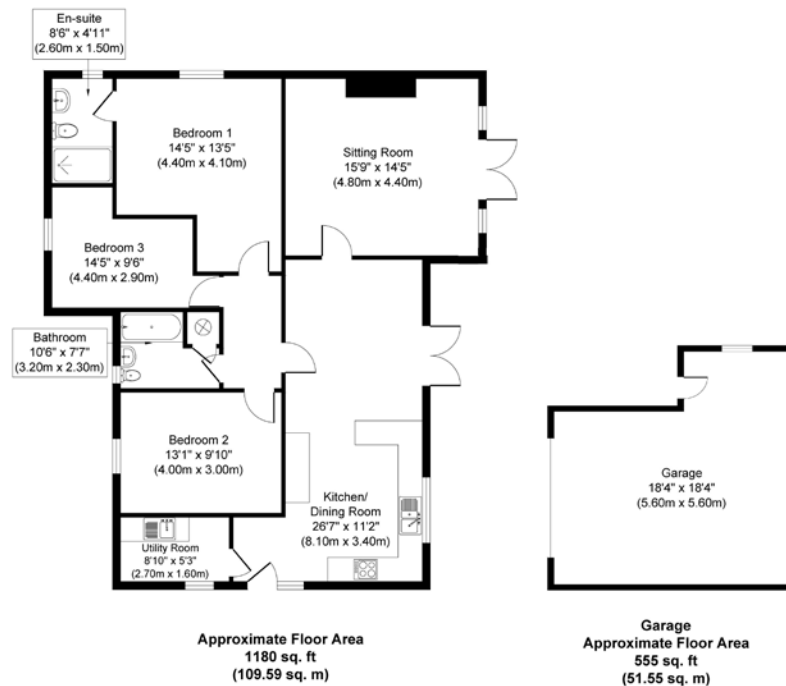 En-suite
8'6" x 4'11"
(2.60m x 1.50m)
Bedroom 1
14'5" x 13'5"
(4.40m x 4.10m)
Sitting Room
15'9" x 14'5"
(4.80m x 4.40m)
Bedroom 3
14'5" x 9'6"
(4.40m x 2.90m)
Bathroom
10'6" x 7'7"
(3.20m x 2.30m)
Bedroom 2
13'1" x 9'10"
(4.00m x 3.00m)
Kitchen/
Dining Room
26'7" x 11'2"
(8.10m x 3.40m)
Utility Room
8'10" x 5'3"
(2.70m x 1.60m)
Garage
18'4" x 18'4"
(5.60m x 5.60m)
Approximate Floor Area
1180 sq. ft
(109.59 sq. m)
Garage
Approximate Floor Area
555 sq. ft
(51.55 sq. m)